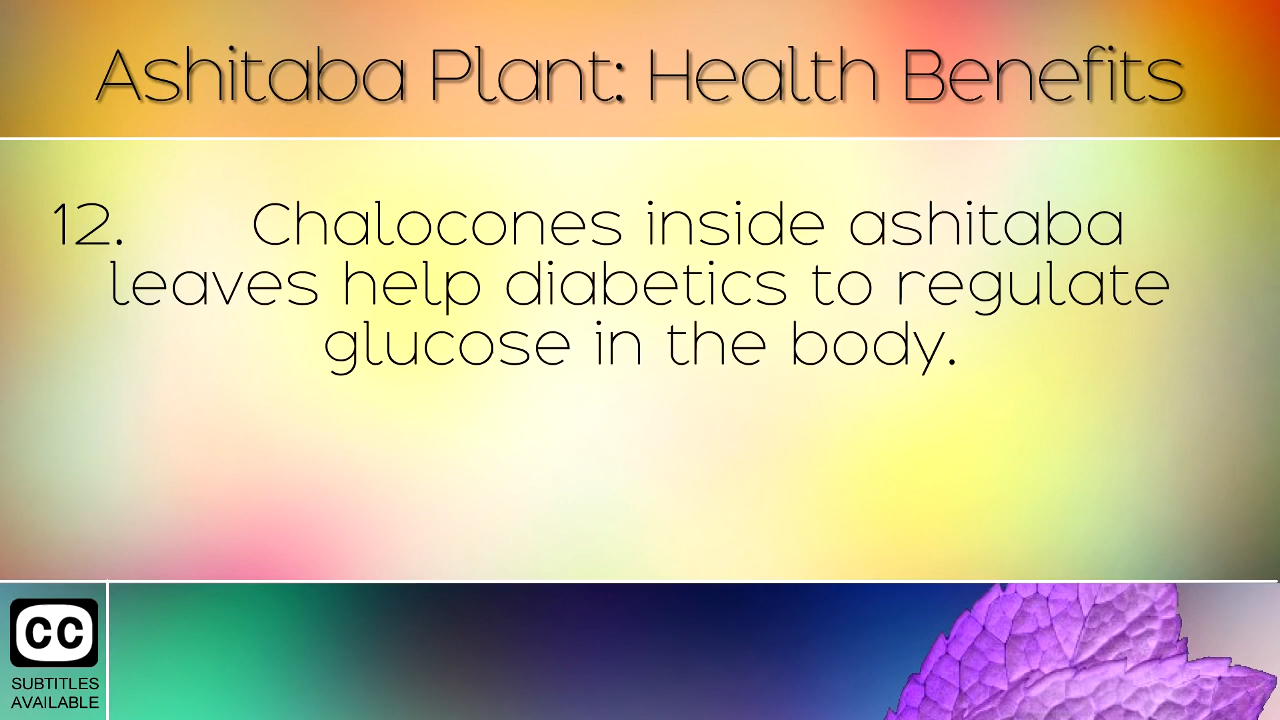 Ashitaba Plant: Health Benefits
12. Chalocones inside ashitaba
leaves help diabetics to regulate
glucose in the body.
CC
SUBTITLES
AVAILABLE